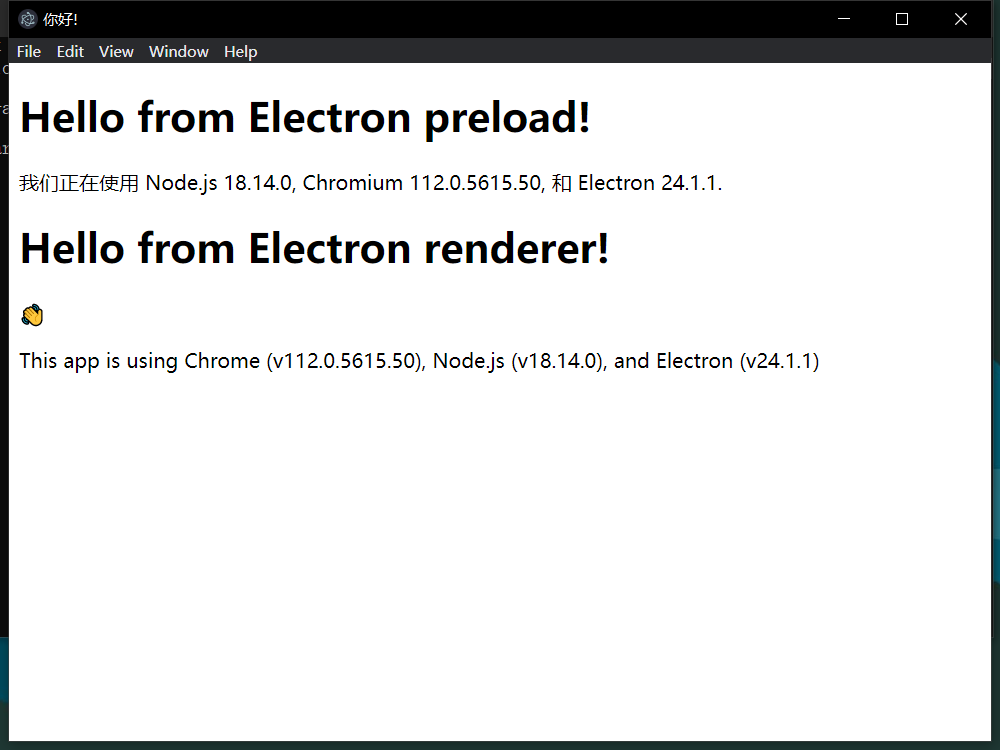 你好!
File Edit View Window Help
Hello from Electron preload!
我们正在使用 Node.js 18.14.0, Chromium 112.0.5615.50, 和 Electron 24.1.1.
Hello from Electron renderer!
👋
This app is using Chrome (v112.0.5615.50), Node.js (v18.14.0), and Electron (v24.1.1)